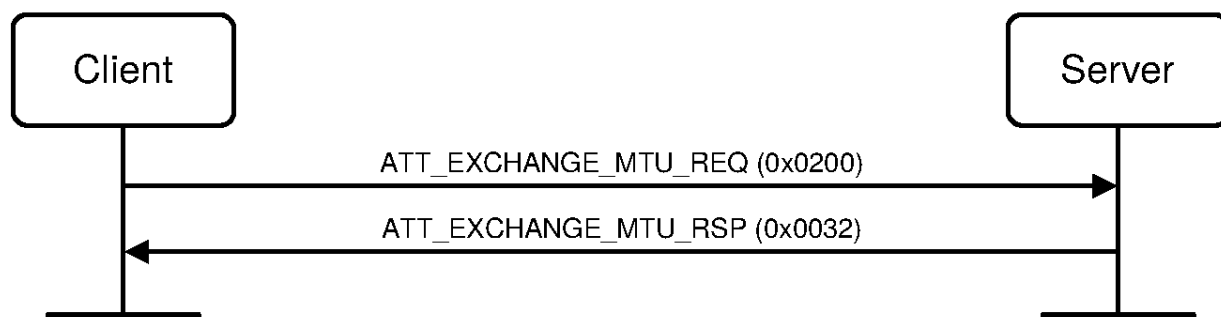 Client
Server
ATT_EXCHANGE_MTU_REQ (0x0200)
ATT_EXCHANGE_MTU_RSP (0x0032)